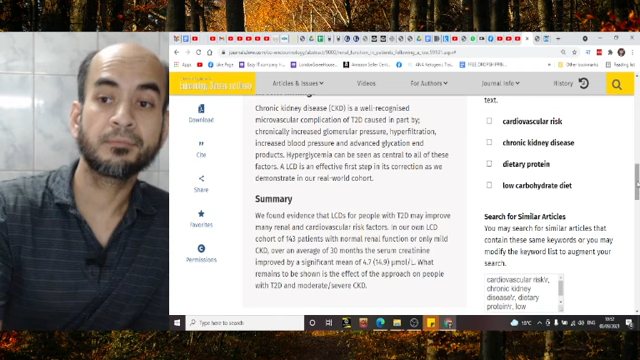 Articles & Issues
Videos
For Authors
Journal Info
History
Download
Cite
Share
Favorites
Permissions
Chronic kidney disease (CKD) is a well-recognised
microvascular complication of T2D caused in part by;
chronically increased glomerular pressure, hyperfiltration,
increased blood pressure and advanced glycation end
products. Hyperglycemia can be seen as central to all of these
factors. A LCD is an effective first step in its correction as we
demonstrate in our real-world cohort.
Summary
We found evidence that LCDs for people with T2D may improve
many renal and cardiovascular risk factors. In our own LCD
cohort of 143 patients with normal renal function or only mild
CKD, over an average of 30 months the serum creatinine
improved by a significant mean of 4.7 (14.9) μmol/L. What
remains to be shown is the effect of the approach on people
with T2D and moderate/severe CKD.
text.
cardiovascular risk
chronic kidney disease
dietary protein
low carbohydrate diet
Search for Similar Articles
You may search for similar articles that
contain these same keywords or you may
modify the keyword list to augment your
search.
cardiovascular risk\r,
chronic kidney
disease\r, dietary
protein\r, low
Type here to search
15°C
ENG